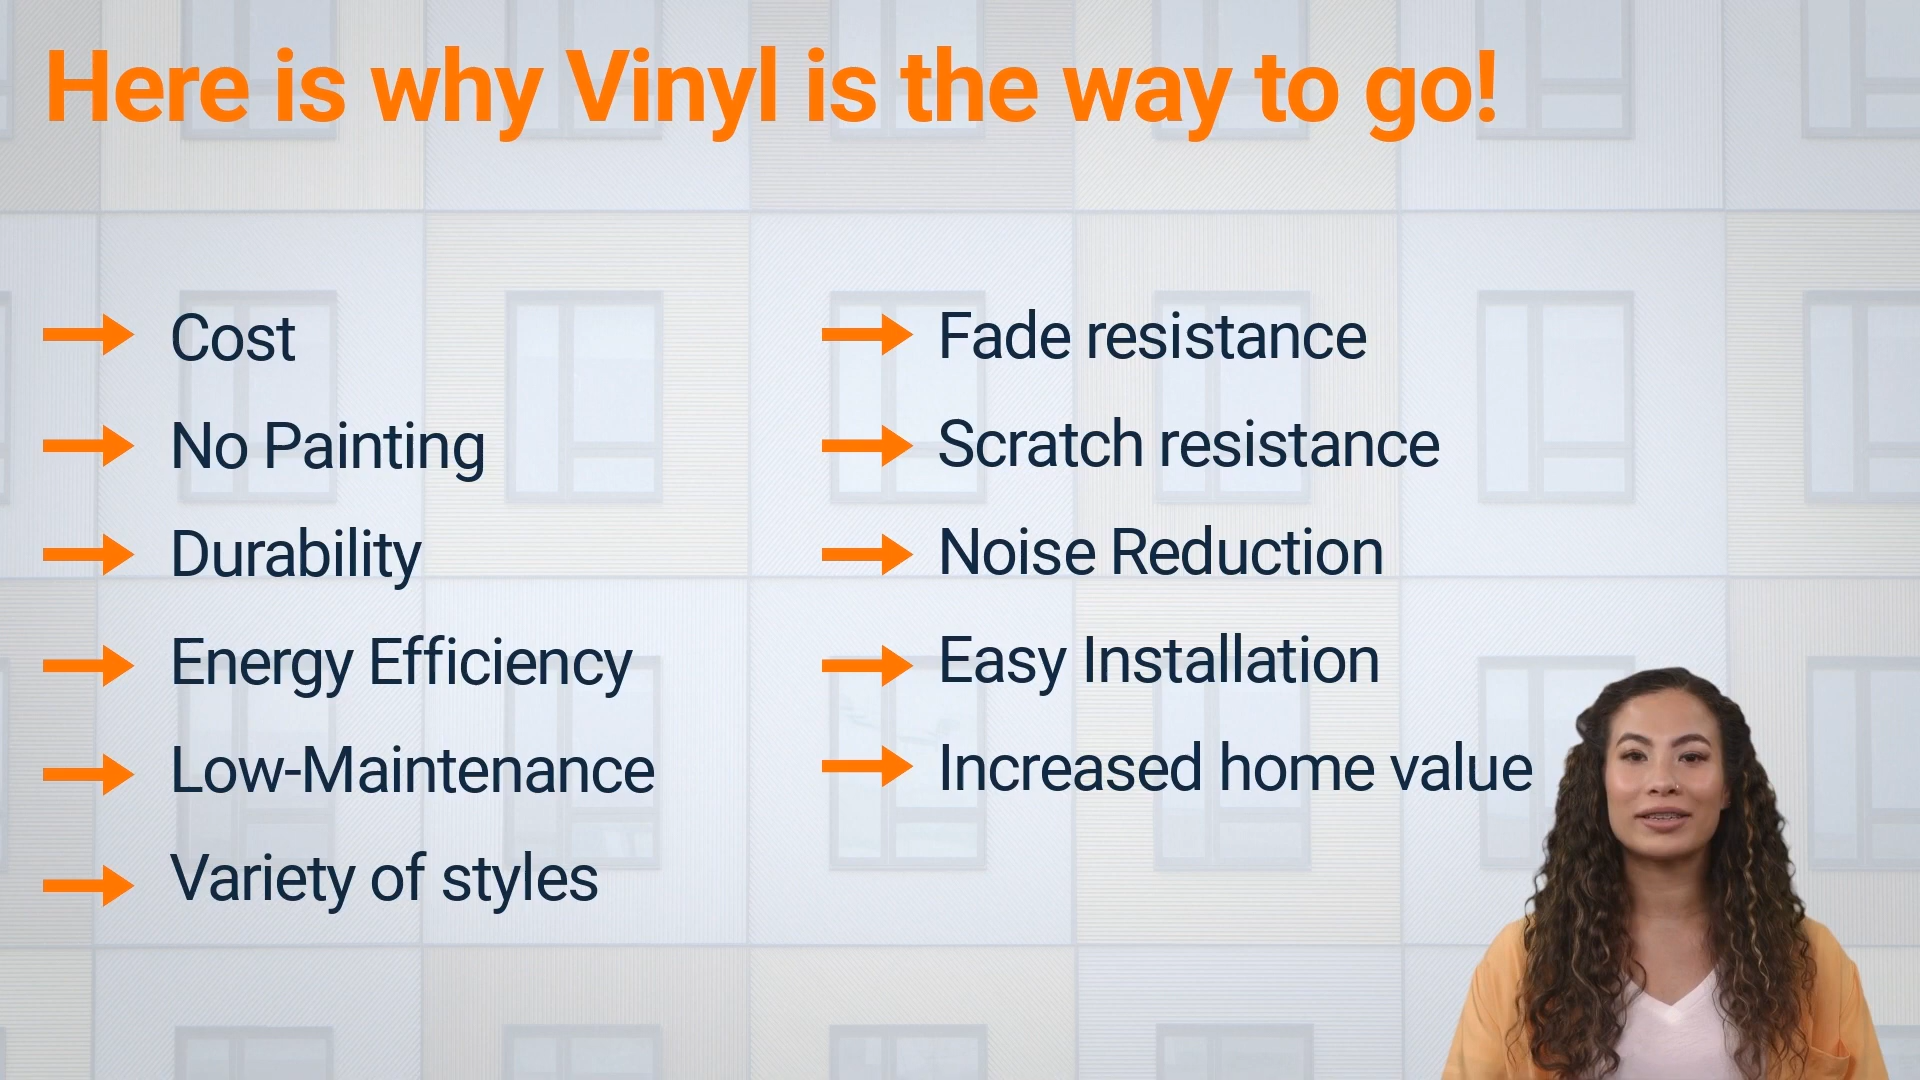 Here is why Vinyl is the way to go!
Cost
No Painting
Durability
Energy Efficiency
Low-Maintenance
Variety of styles
Fade resistance
Scratch resistance
Noise Reduction
Easy Installation
Increased home value